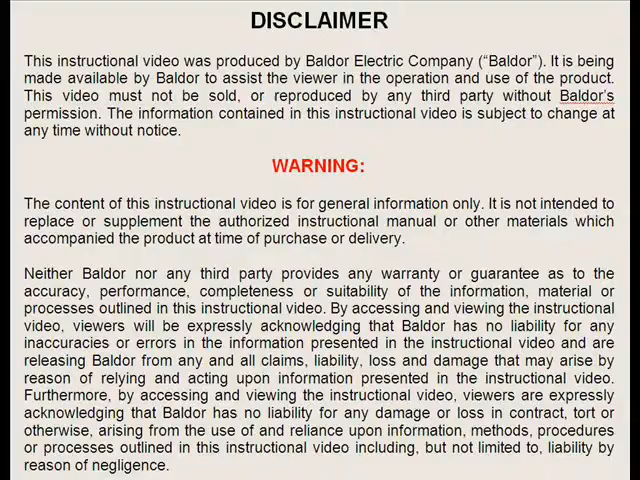 DISCLAIMER
This instructional video was produced by Baldor Electric Company (“Baldor”). It is being
made available by Baldor to assist the viewer in the operation and use of the product.
This video must not be sold, or reproduced by any third party without Baldor’s
permission. The information contained in this instructional video is subject to change at
any time without notice.
WARNING:
The content of this instructional video is for general information only. It is not intended to
replace or supplement the authorized instructional manual or other materials which
accompanied the product at time of purchase or delivery.
Neither Baldor nor any third party provides any warranty or guarantee as to the
accuracy, performance, completeness or suitability of the information, material or
processes outlined in this instructional video. By accessing and viewing the instructional
video, viewers will be expressly acknowledging that Baldor has no liability for any
inaccuracies or errors in the information presented in the instructional video and are
releasing Baldor from any and all claims, liability, loss and damage that may arise by
reason of relying and acting upon information presented in the instructional video.
Furthermore, by accessing and viewing the instructional video, viewers are expressly
acknowledging that Baldor has no liability for any damage or loss in contract, tort or
otherwise, arising from the use of and reliance upon information, methods, procedures
or processes outlined in this instructional video including, but not limited to, liability by
reason of negligence.